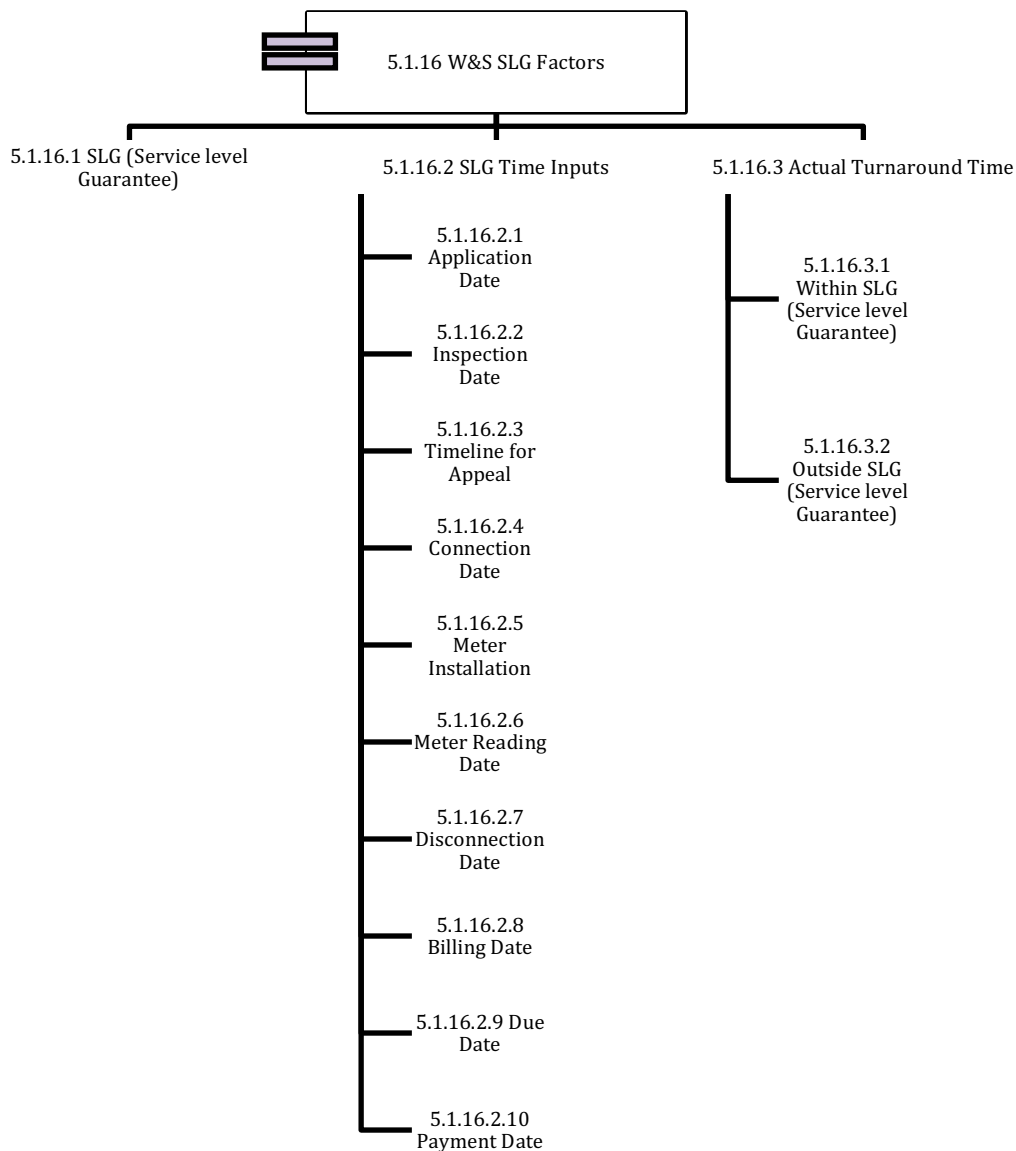 5.1.16 W&S SLG Factors
5.1.16.1 SLG (Service level
Guarantee)
5.1.16.2 SLG Time Inputs
5.1.16.2.1
Application
Date
5.1.16.2.2
Inspection
Date
5.1.16.2.3
Timeline for
Appeal
5.1.16.2.4
Connection
Date
5.1.16.2.5
Meter
Installation
5.1.16.2.6
Meter Reading
Date
5.1.16.2.7
Disconnection
Date
5.1.16.2.8
Billing Date
5.1.16.2.9 Due
Date
5.1.16.2.10
Payment Date
5.1.16.3 Actual Turnaround Time
5.1.16.3.1
Within SLG
(Service level
Guarantee)
5.1.16.3.2
Outside SLG
(Service level
Guarantee)